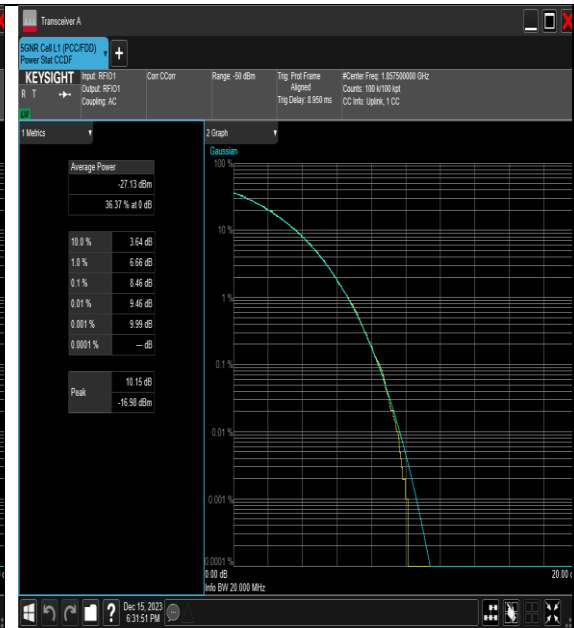 Transceiver A
5GNR Cell L1 (PCC/FDD)
Power Stat CCDF
+
KEYSIGHT
R T
LW
Input: RFIO1
Output: RFIO1
Coupling: AC
Corr CCorr
Range: -50 dBm
Trig: Prot Frame
Aligned
Trig Delay: 8.950 ms
#Center Freq: 1.857500000 GHz
Counts: 100 k/100 kpt
CC Info: Uplink, 1 CC
1 Metrics
Average Power
-27.13 dBm
36.37 % at 0 dB
10.0 % 3.64 dB
1.0 % 6.66 dB
0.1 % 8.46 dB
0.01 % 9.46 dB
0.001 % 9.99 dB
0.0001 % --- dB
Peak
10.15 dB
-16.98 dBm
2 Graph
Gaussian
100 %
10 %
1 %
0.1 %
0.01 %
0.001 %
0.0001 %
0.00 dB
20.00
Info BW 20.000 MHz
?
Dec 15, 2023
6:31:51 PM